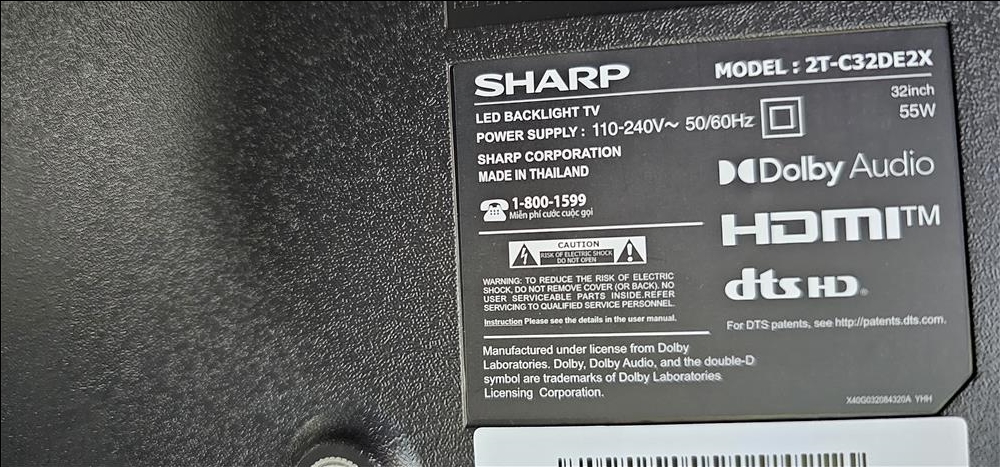 SHARP
MODEL : 2T-C32DE2X
32inch
55W
LED BACKLIGHT TV
POWER SUPPLY : 110-240V~ 50/60Hz
SHARP CORPORATION
MADE IN THAILAND
1-800-1599
Miễn phí cước cuộc gọi
CAUTION
RISK OF ELECTRIC SHOCK
DO NOT OPEN
WARNING: TO REDUCE THE RISK OF ELECTRIC
SHOCK, DO NOT REMOVE COVER (OR BACK). NO
USER SERVICEABLE PARTS INSIDE.REFER
SERVICING TO QUALIFIED SERVICE PERSONNEL.
Instruction Please see the details in the user manual.
Manufactured under license from Dolby
Laboratories. Dolby, Dolby Audio, and the double-D
symbol are trademarks of Dolby Laboratories
Licensing Corporation.
Dolby Audio
HDMI™
dts HD®
For DTS patents, see http://patents.dts.com.
X40G032084320A YHH